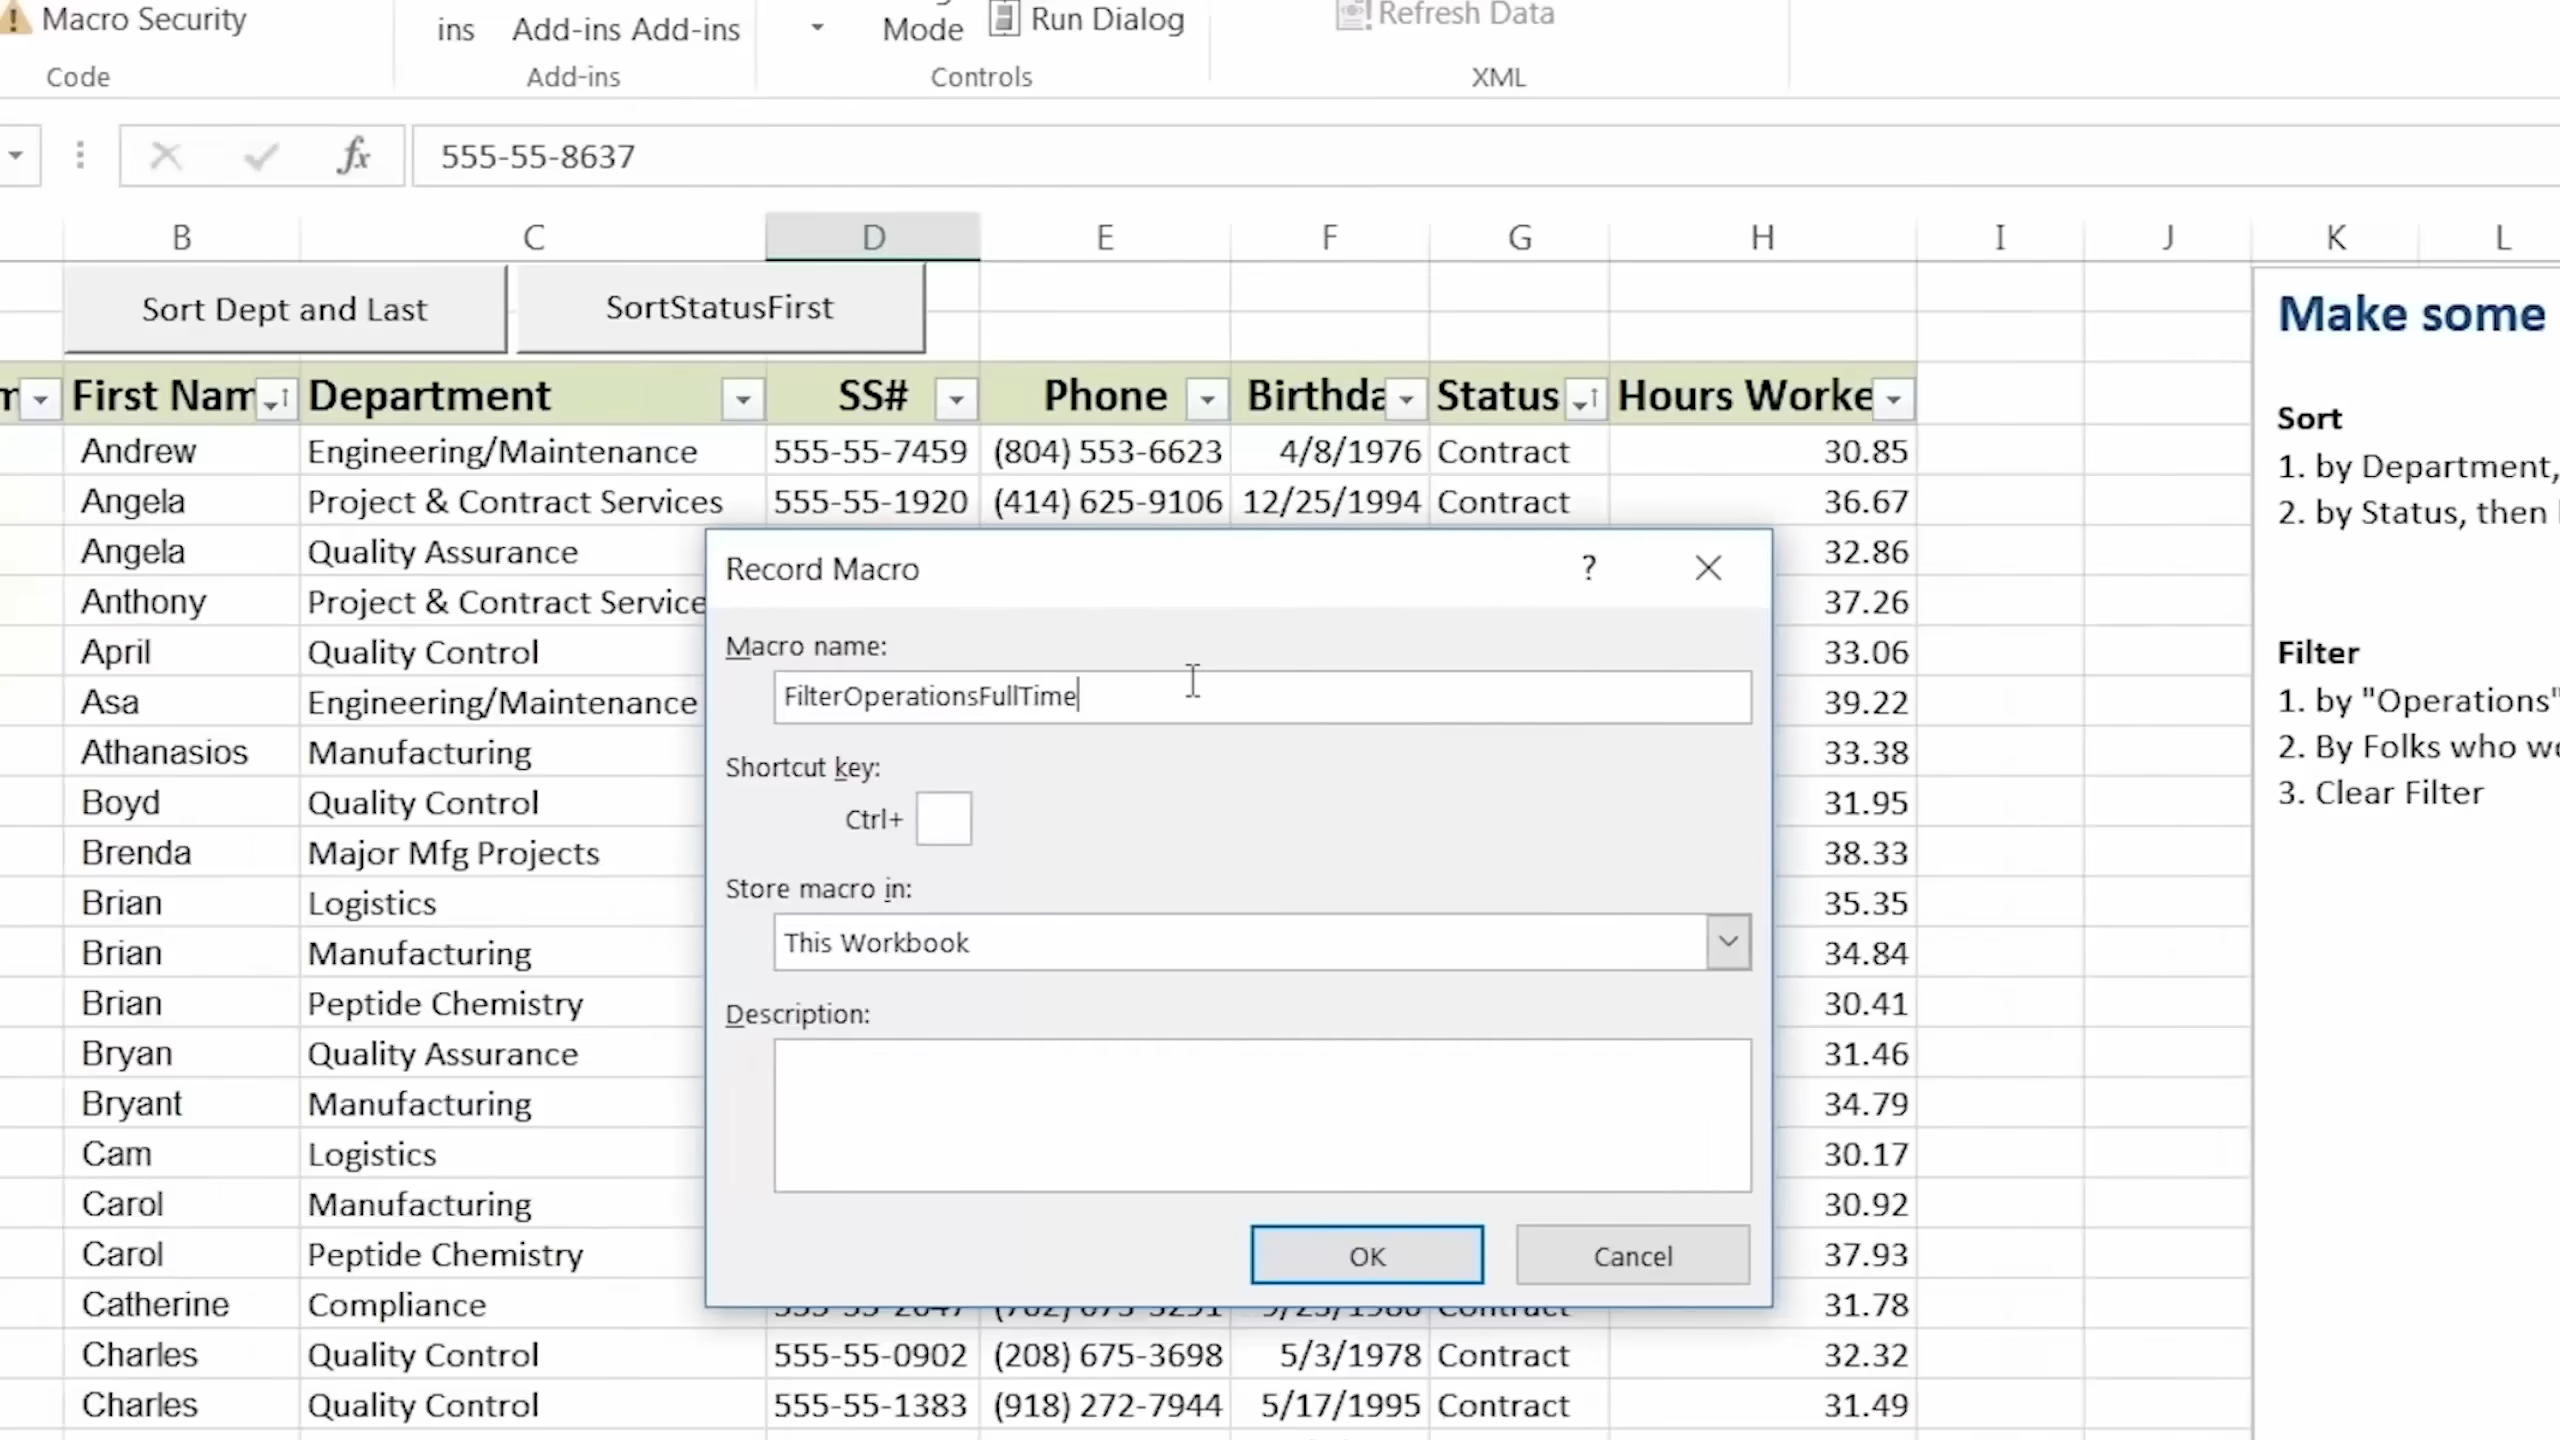 Macro Security
ins Add-ins Add-ins
Mode Run Dialog
Refresh Data
Code Add-ins Controls XML
fx 555-55-8637
B C D E F G H I J K L
Sort Dept and Last SortStatusFirst
Make some
First Nam Department SS# Phone Birthda Status Hours Worke
Andrew Engineering/Maintenance 555-55-7459 (804) 553-6623 4/8/1976 Contract 30.85
Angela Project & Contract Services 555-55-1920 (414) 625-9106 12/25/1994 Contract 36.67
Angela Quality Assurance 32.86
Anthony Project & Contract Service 37.26
April Quality Control 33.06
Asa Engineering/Maintenance 39.22
Athanasios Manufacturing 33.38
Boyd Quality Control 31.95
Brenda Major Mfg Projects 38.33
Brian Logistics 35.35
Brian Manufacturing 34.84
Brian Peptide Chemistry 30.41
Bryan Quality Assurance 31.46
Bryant Manufacturing 34.79
Cam Logistics 30.17
Carol Manufacturing 30.92
Carol Peptide Chemistry 37.93
Catherine Compliance 31.78
Charles Quality Control 555-55-0902 (208) 675-3698 5/3/1978 Contract 32.32
Charles Quality Control 555-55-1383 (918) 272-7944 5/17/1995 Contract 31.49
Record Macro ?
Macro name:
FilterOperationsFullTime
Shortcut key:
Ctrl+
Store macro in:
This Workbook
Description:
OK Cancel
Sort
1. by Department,
2. by Status, then
Filter
1. by "Operations"
2. By Folks who wo
3. Clear Filter